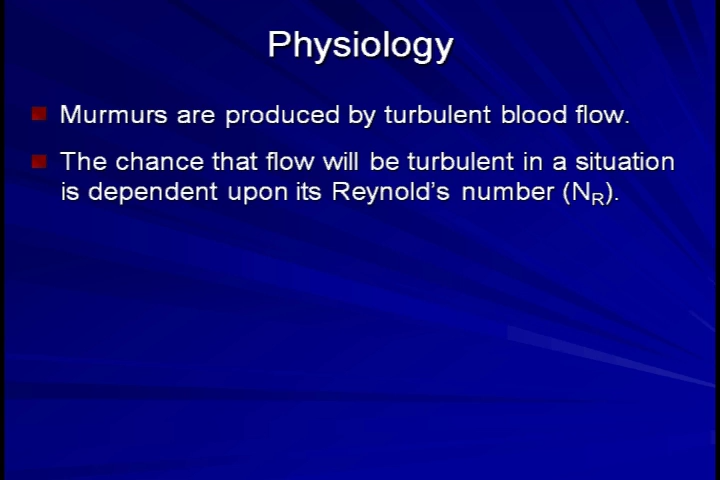 Physiology
Murmurs are produced by turbulent blood flow.
The chance that flow will be turbulent in a situation
is dependent upon its Reynold's number (NR).